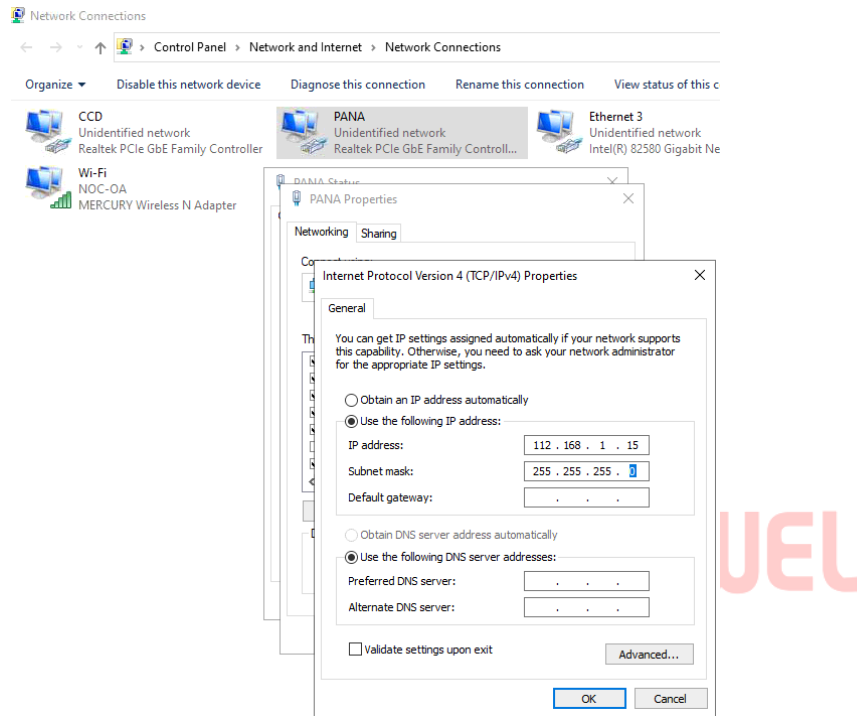 Network Connections
Control Panel > Network and Internet > Network Connections
Organize Disable this network device Diagnose this connection Rename this connection View status of this c
CCD
Unidentified network
Realtek PCIe GbE Family Controller
PANA
Unidentified network
Realtek PCIe GbE Family Controll...
Ethernet 3
Unidentified network
Intel(R) 82580 Gigabit Ne
Wi-Fi
NOC-OA
MERCURY Wireless N Adapter
PANA Status
PANA Properties
Networking Sharing
Internet Protocol Version 4 (TCP/IPv4) Properties
General
Th
You can get IP settings assigned automatically if your network supports
this capability. Otherwise, you need to ask your network administrator
for the appropriate IP settings.
Obtain an IP address automatically
Use the following IP address:
IP address: 112 . 168 . 1 . 15
Subnet mask: 255 . 255 . 255 . 0
Default gateway: . . .
Obtain DNS server address automatically
Use the following DNS server addresses:
Preferred DNS server: . . .
Alternate DNS server: . . .
Validate settings upon exit
Advanced...
OK Cancel